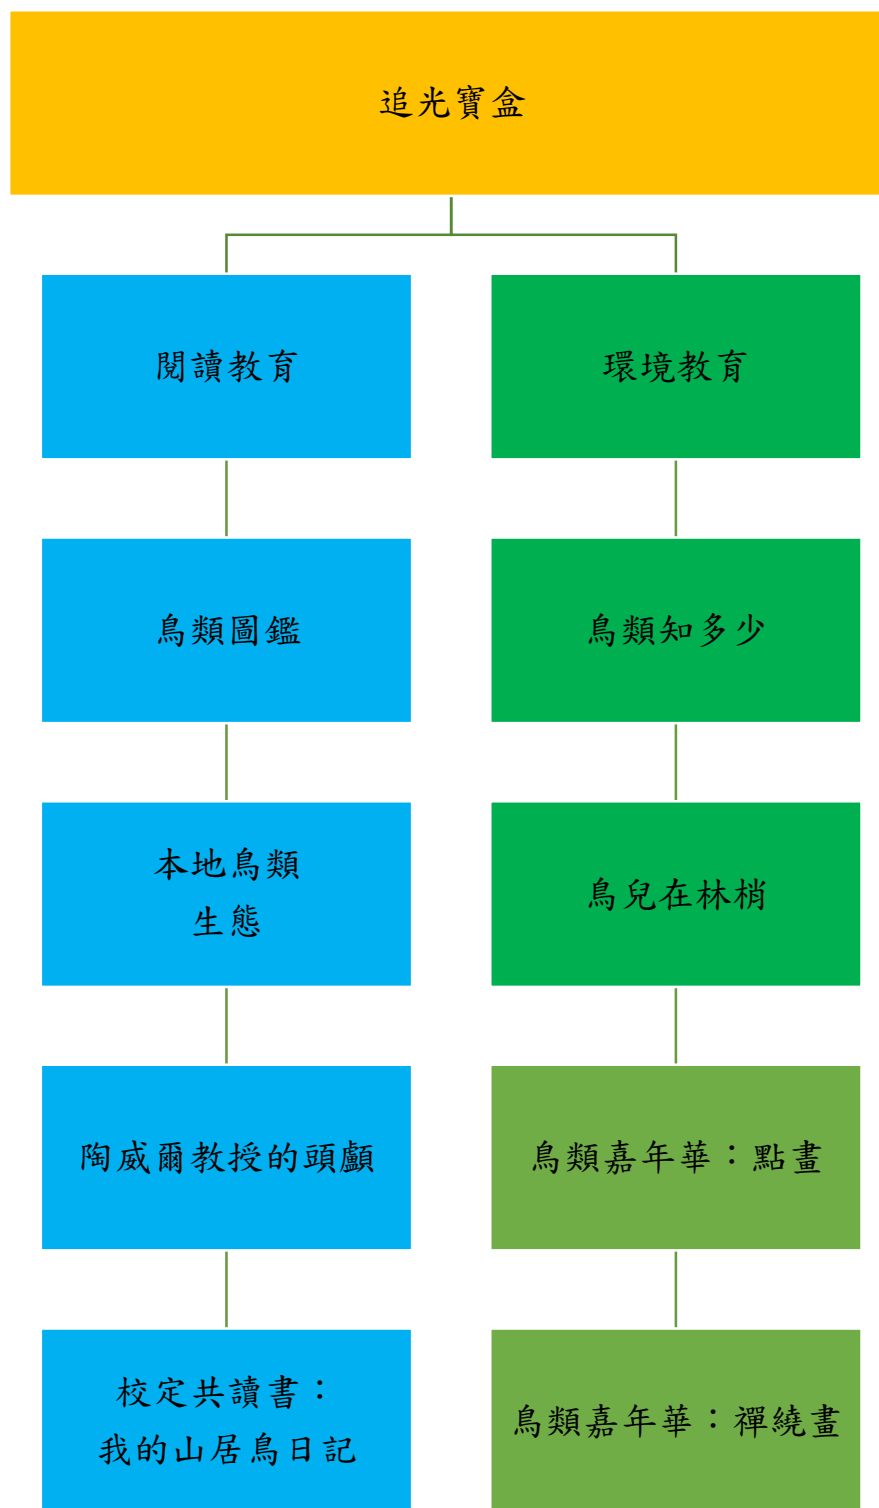 追光寶盒
閱讀教育
環境教育
鳥類圖鑑
鳥類知多少
本地鳥類
生態
鳥兒在林梢
陶威爾教授的頭顱
鳥類嘉年華：點畫
校定共讀書：
我的山居鳥日記
鳥類嘉年華：禪繞畫